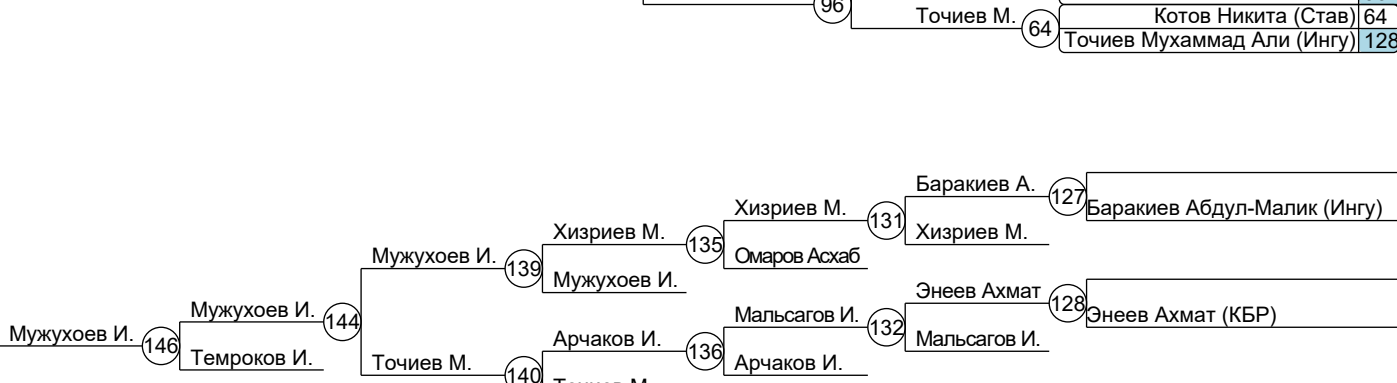 96
Точиев М.
64
Котов Никита (Став) 64
Точиев Мухаммад Али (Ингу) 128
Баракиев А.
127
Баракиев Абдул-Малик (Ингу)
Хизриев М.
131
Хизриев М.
Хизриев М.
135
Омаров Асхаб
Мужухоев И.
139
Мужухоев И.
Энеев Ахмат
128
Энеев Ахмат (КБР)
Мальсагов И.
132
Мальсагов И.
Мужухоев И.
144
Мужухоев И.
146
Арчаков И.
136
Арчаков И.
Темроков И.
Точиев М.
140